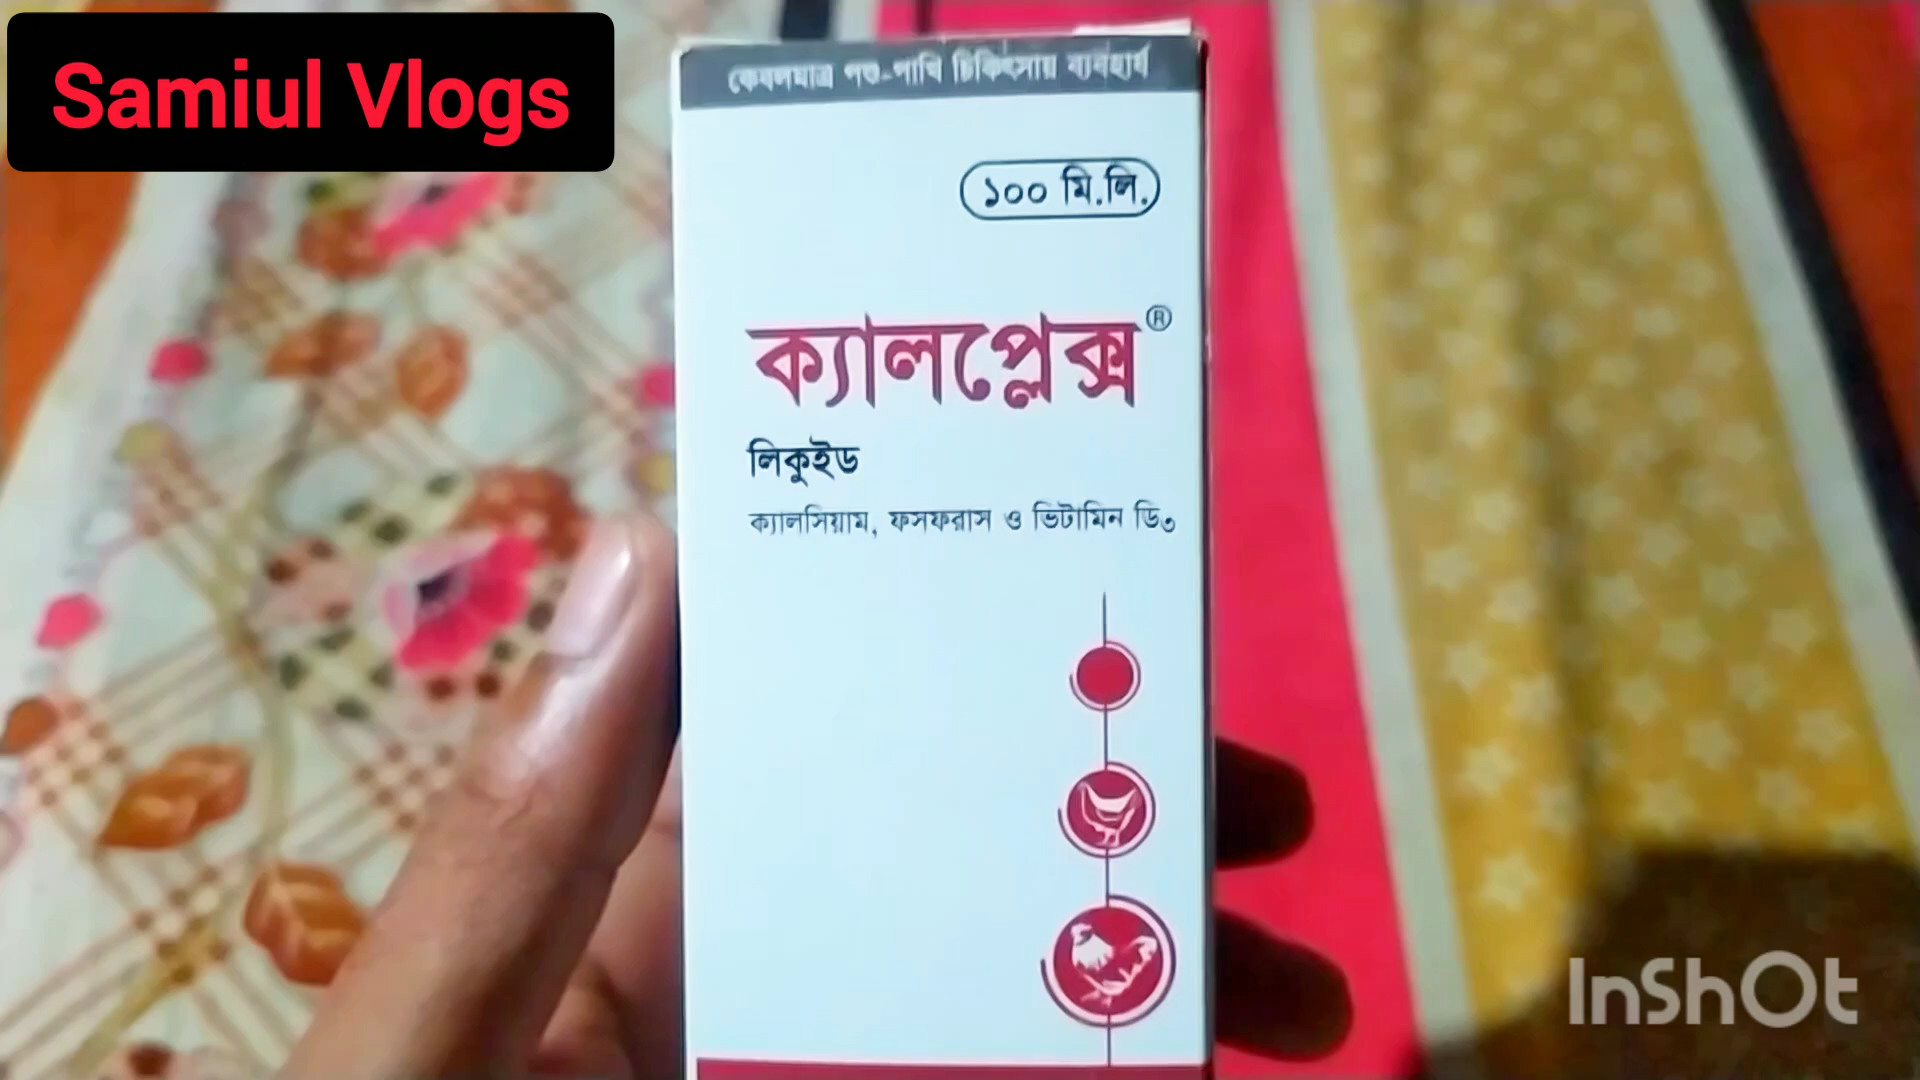 Samiul Vlogs
কেবলমাত্র পশু-পাখি চিকিৎসায় ব্যবহার্য
১০০ মি.লি.
ক্যালপ্লেক্স®
লিকুইড
ক্যালসিয়াম, ফসফরাস ও ভিটামিন ডি৩
InShOt